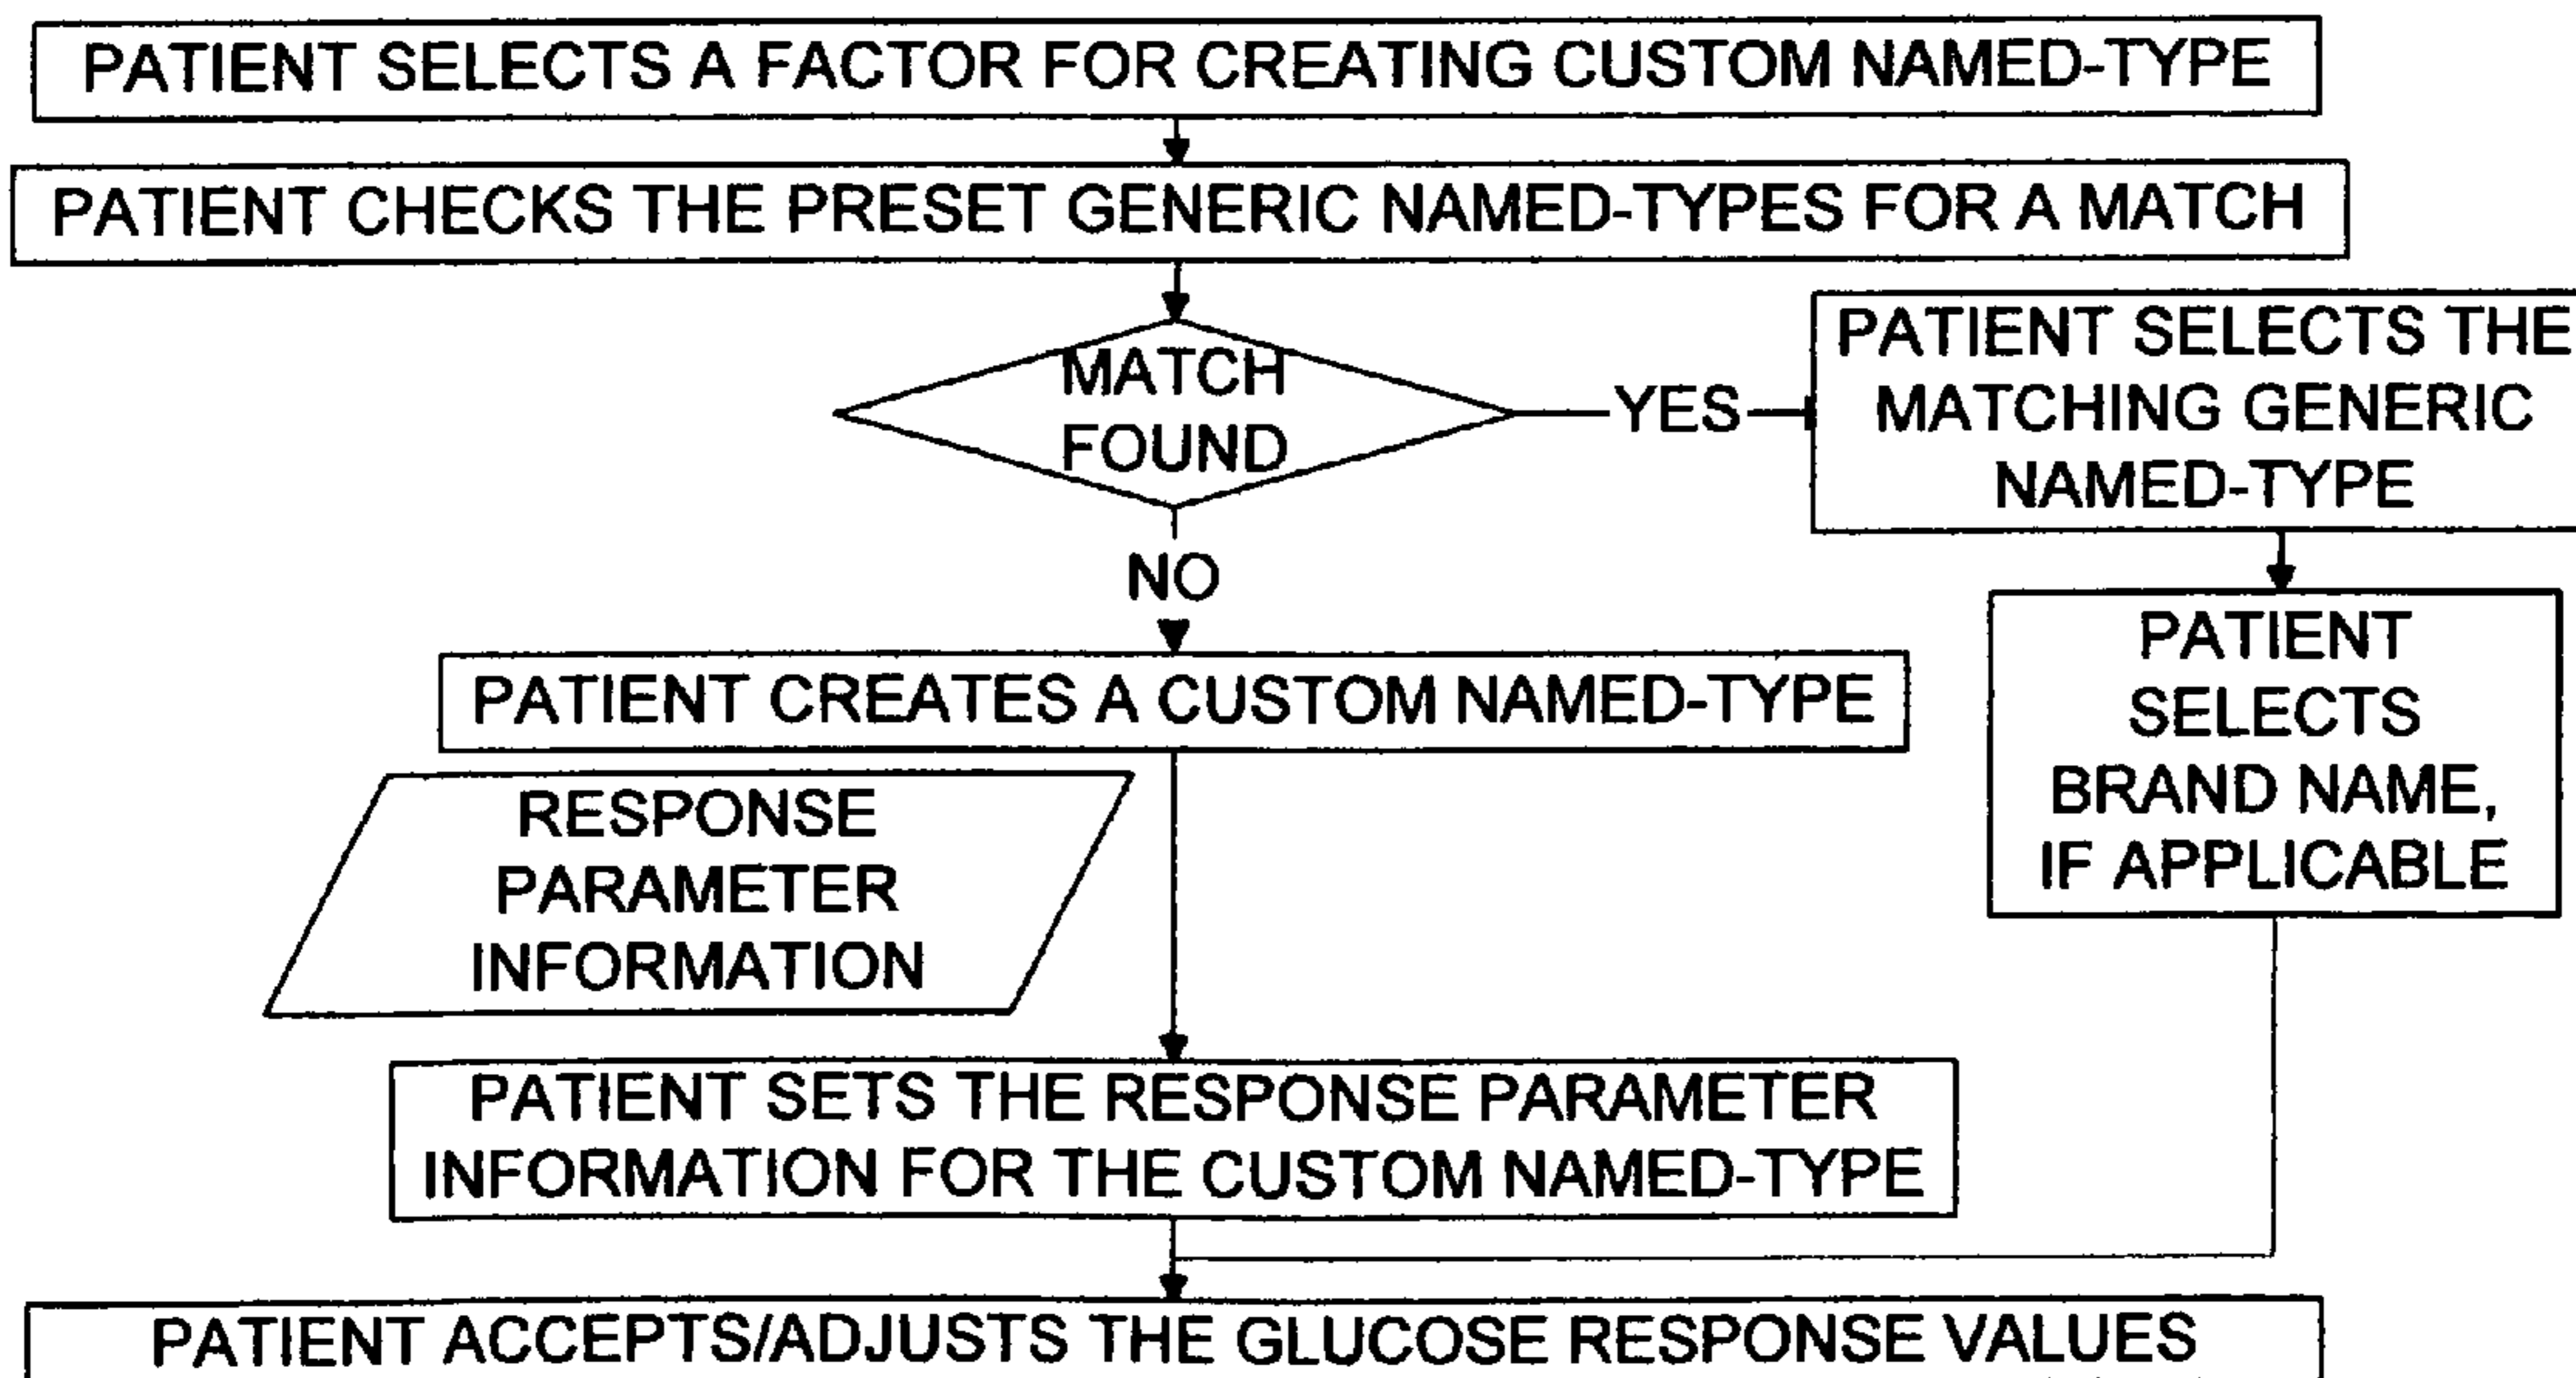 PATIENT SELECTS A FACTOR FOR CREATING CUSTOM NAMED-TYPE
PATIENT CHECKS THE PRESET GENERIC NAMED-TYPES FOR A MATCH
MATCH
FOUND
YES
PATIENT SELECTS THE
MATCHING GENERIC
NAMED-TYPE
NO
PATIENT
SELECTS
BRAND NAME,
IF APPLICABLE
PATIENT CREATES A CUSTOM NAMED-TYPE
RESPONSE
PARAMETER
INFORMATION
PATIENT SETS THE RESPONSE PARAMETER
INFORMATION FOR THE CUSTOM NAMED-TYPE
PATIENT ACCEPTS/ADJUSTS THE GLUCOSE RESPONSE VALUES